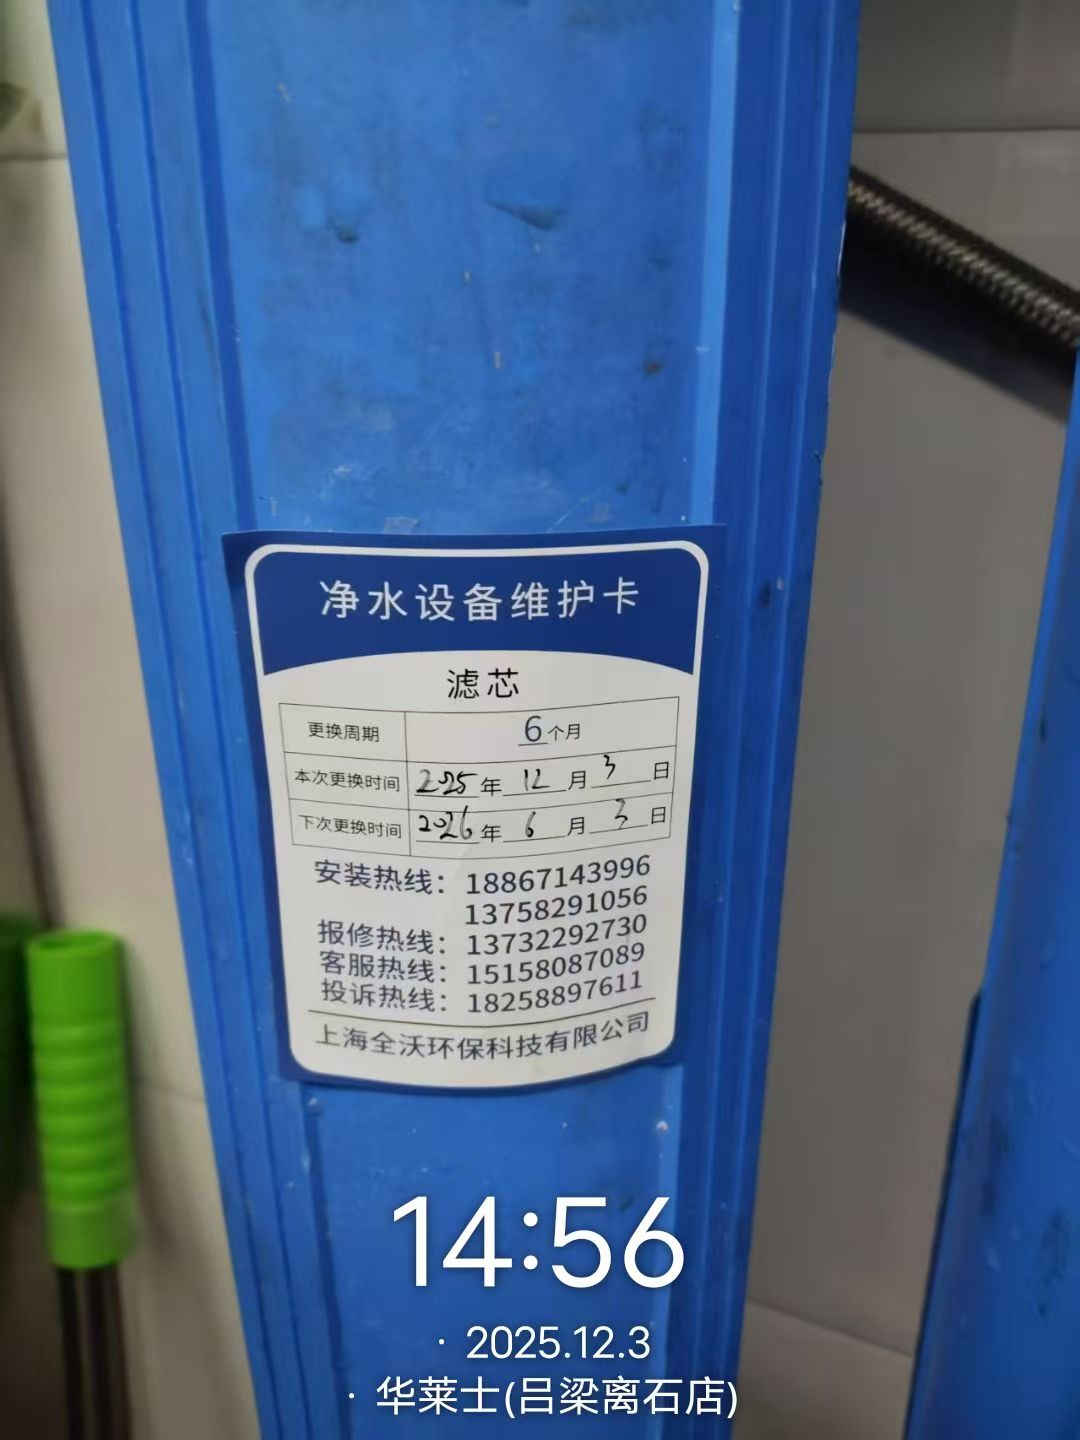 净水设备维护卡
滤芯
更换周期 6个月
本次更换时间 2025年12月3日
下次更换时间 2026年6月3日
安装热线：18867143996
13758291056
报修热线：13732292730
客服热线：15158087089
投诉热线：18258897611
上海全沃环保科技有限公司
14:56
· 2025.12.3
· 华莱士(吕梁离石店)